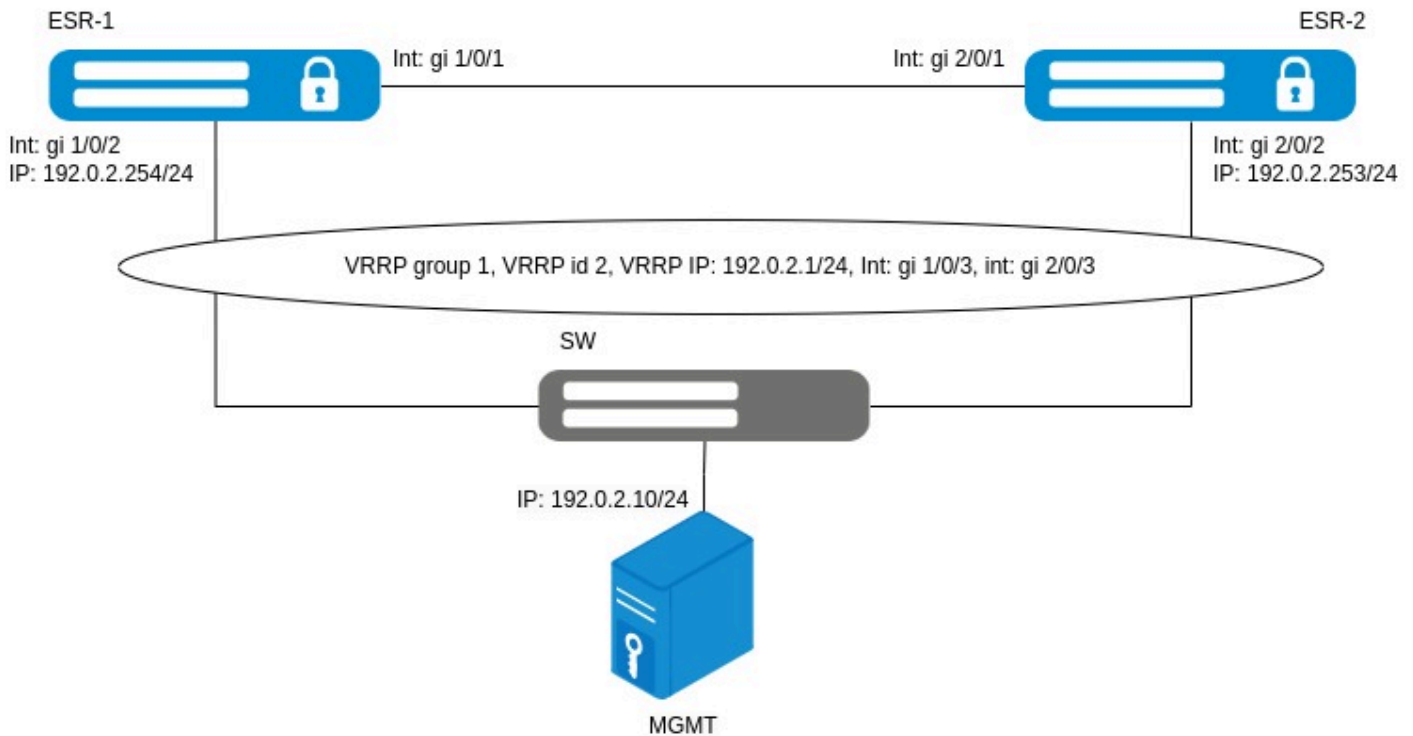 ESR-1
ESR-2
Int: gi 1/0/1
Int: gi 2/0/1
Int: gi 1/0/2
IP: 192.0.2.254/24
Int: gi 2/0/2
IP: 192.0.2.253/24
VRRP group 1, VRRP id 2, VRRP IP: 192.0.2.1/24, Int: gi 1/0/3, int: gi 2/0/3
SW
IP: 192.0.2.10/24
MGMT